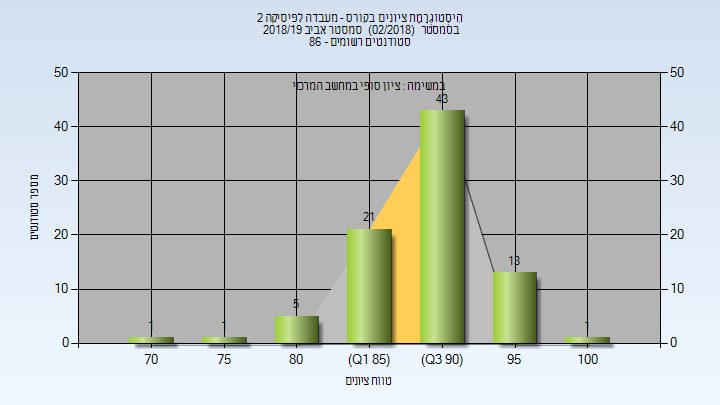 היסטוגרמת ציונים בקורס - מעבדה לפיסיקה 2
בסמסטר (02/2018) סמסטר אביב 2018/19
סטודנטים רשומים - 86
במשימה : ציון סופי במחשב המרכזי
50 50
40 40
30 30
20 20
10 10
0 0
מספר סטודנטים
1 1 5 21 43 13 1
70 75 80 (Q1 85) (Q3 90) 95 100
טווח ציונים